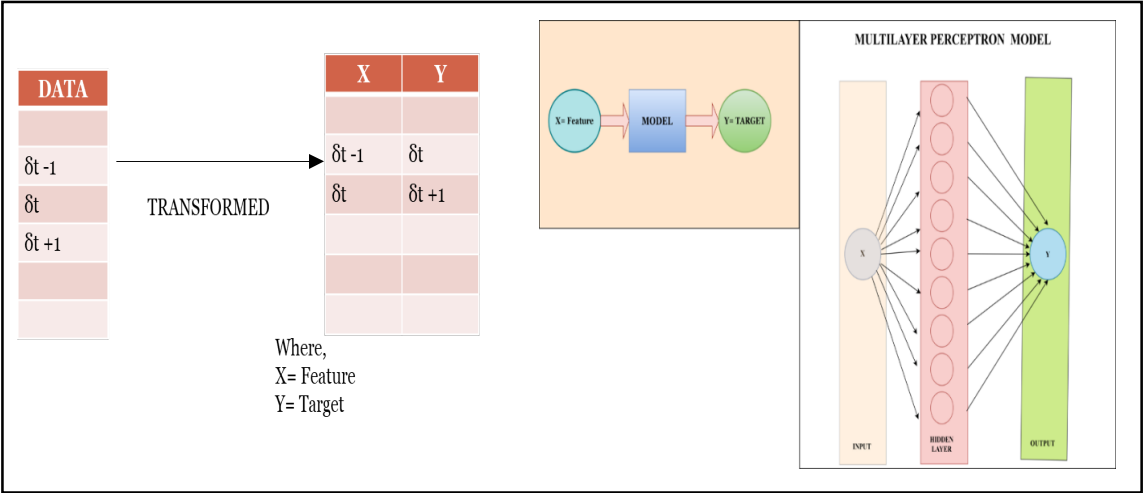 DATA
δt -1
δt
δt +1
TRANSFORMED
X Y
δt -1 δt
δt δt +1
Where,
X= Feature
Y= Target
X= Feature
MODEL
Y= TARGET
MULTILAYER PERCEPTRON MODEL
X
Y
INPUT
HIDDEN
LAYER
OUTPUT